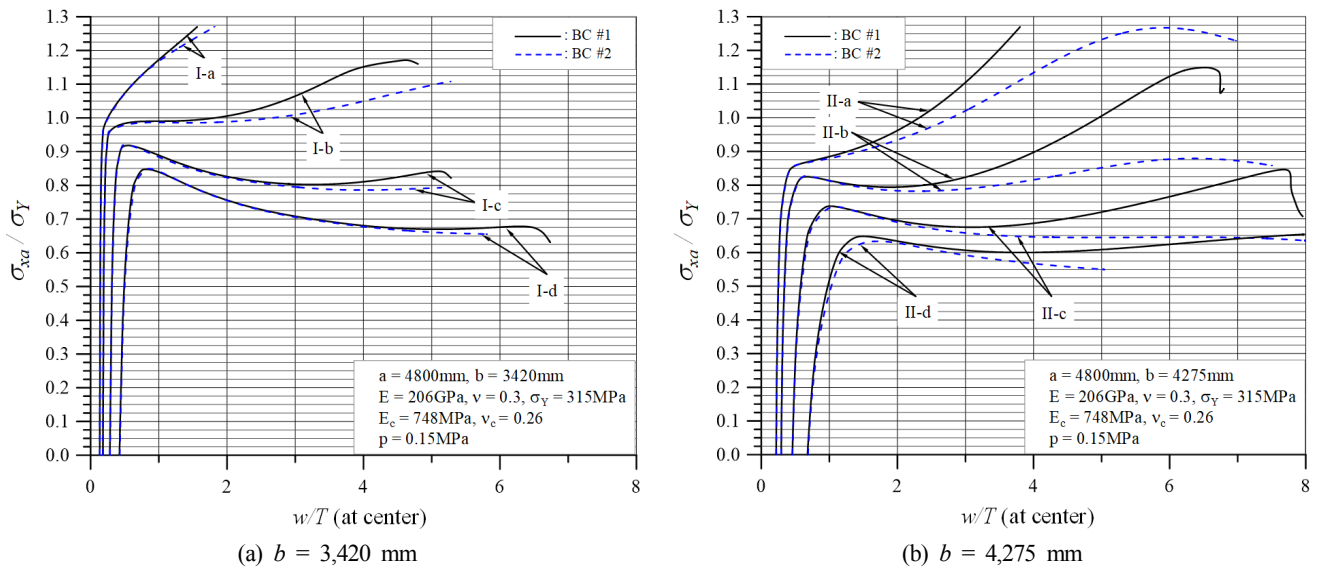 1.3
1.2
1.1
1.0
0.9
0.8
0.7
0.6
0.5
0.4
0.3
0.2
0.1
0.0
σxa / σY
: BC #1
: BC #2
I-a
I-b
I-c
I-d
a = 4800mm, b = 3420mm
E = 206GPa, ν = 0.3, σY = 315MPa
Ec = 748MPa, νc = 0.26
p = 0.15MPa
0 2 4 6 8
w/T (at center)
(a) b = 3,420 mm
1.3
1.2
1.1
1.0
0.9
0.8
0.7
0.6
0.5
0.4
0.3
0.2
0.1
0.0
σxa / σY
: BC #1
: BC #2
II-a
II-b
II-c
II-d
a = 4800mm, b = 4275mm
E = 206GPa, ν = 0.3, σY = 315MPa
Ec = 748MPa, νc = 0.26
p = 0.15MPa
0 2 4 6 8
w/T (at center)
(b) b = 4,275 mm